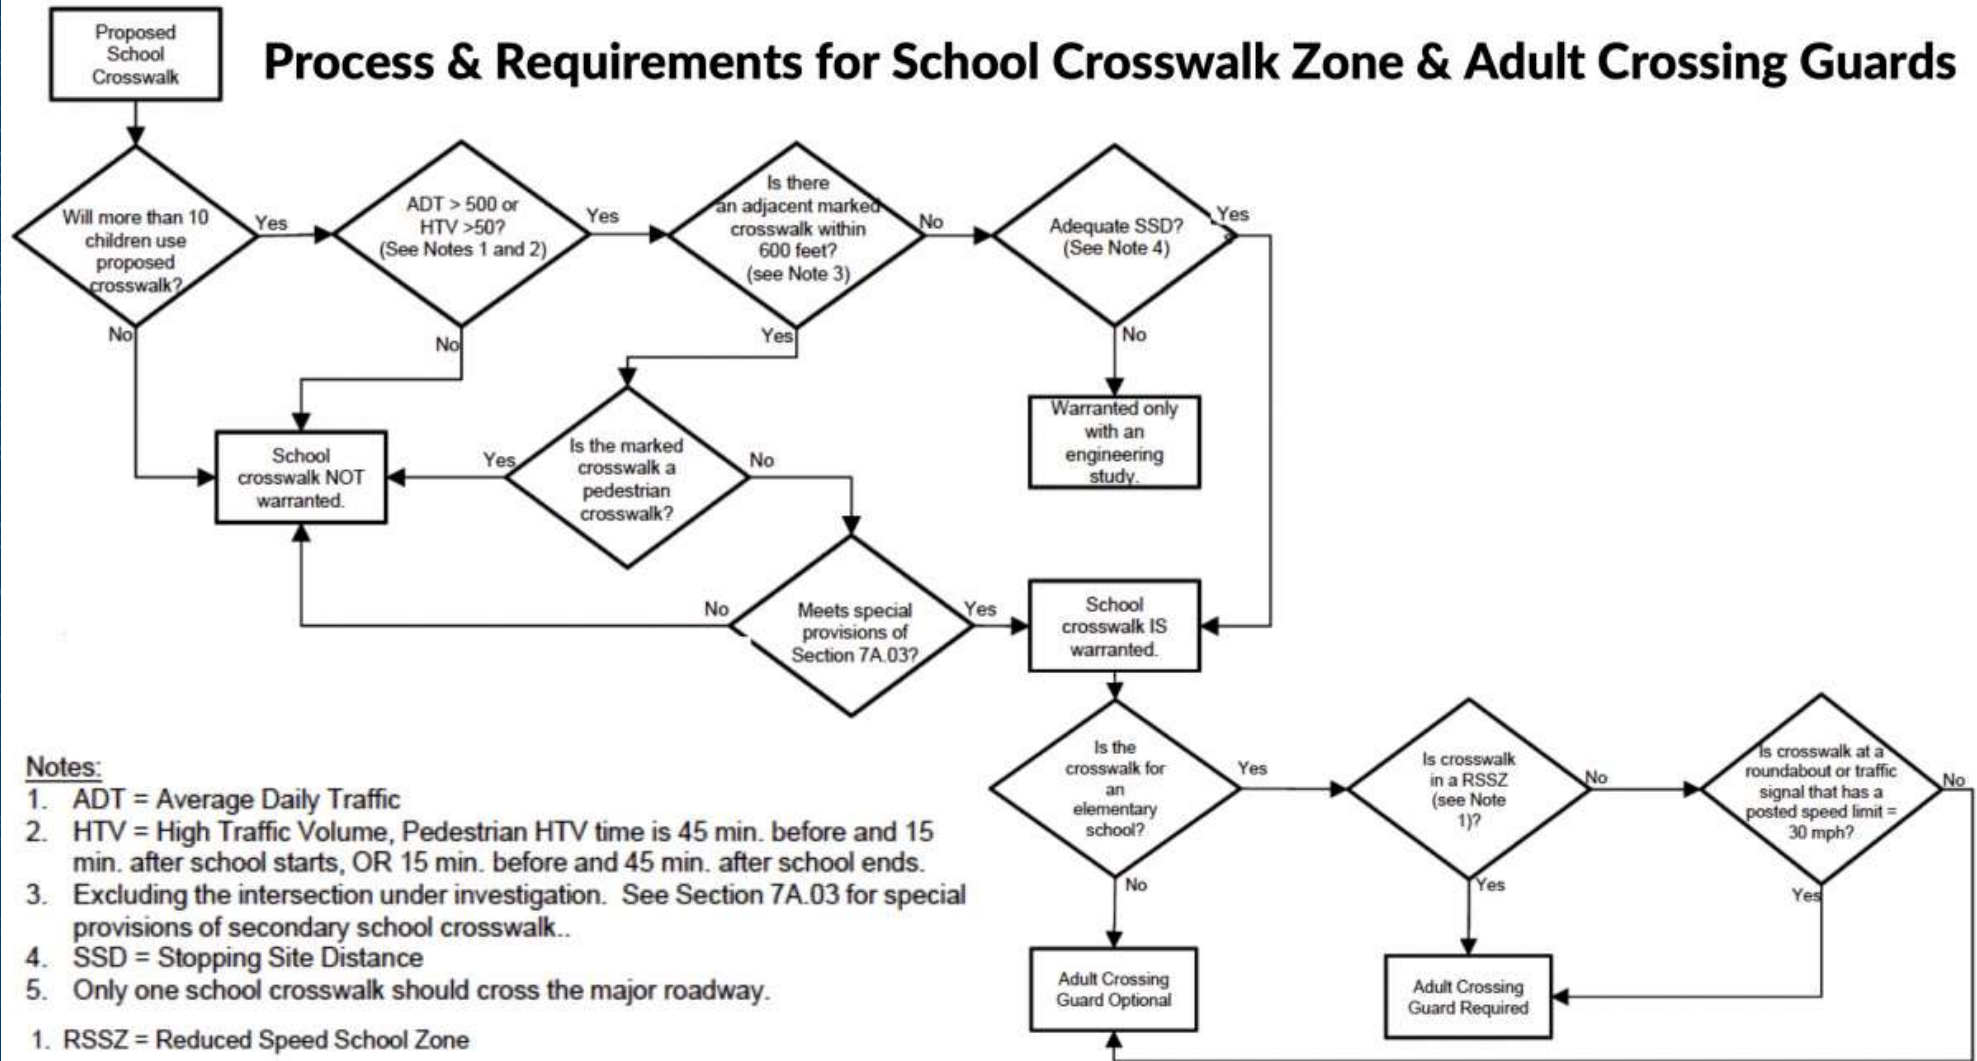 Proposed
School
Crosswalk
Process & Requirements for School Crosswalk Zone & Adult Crossing Guards
Will more than 10
children use
proposed
crosswalk?
Yes
No
ADT > 500 or
HTV >50?
(See Notes 1 and 2)
Yes
No
Is there
an adjacent marked
crosswalk within
600 feet?
(see Note 3)
No
Yes
Adequate SSD?
(See Note 4)
Yes
No
Warranted only
with an
engineering
study.
School
crosswalk NOT
warranted.
Is the marked
crosswalk a
pedestrian
crosswalk?
Yes
No
Meets special
provisions of
Section 7A.03?
No
Yes
School
crosswalk IS
warranted.
Is the
crosswalk for
an
elementary
school?
Yes
No
Is crosswalk
in a RSSZ
(see Note
1)?
No
Yes
Is crosswalk at a
roundabout or traffic
signal that has a
posted speed limit =
30 mph?
No
Yes
Adult Crossing
Guard Optional
Adult Crossing
Guard Required
Notes:
1. ADT = Average Daily Traffic
2. HTV = High Traffic Volume, Pedestrian HTV time is 45 min. before and 15
min. after school starts, OR 15 min. before and 45 min. after school ends.
3. Excluding the intersection under investigation. See Section 7A.03 for special
provisions of secondary school crosswalk..
4. SSD = Stopping Site Distance
5. Only one school crosswalk should cross the major roadway.
1. RSSZ = Reduced Speed School Zone